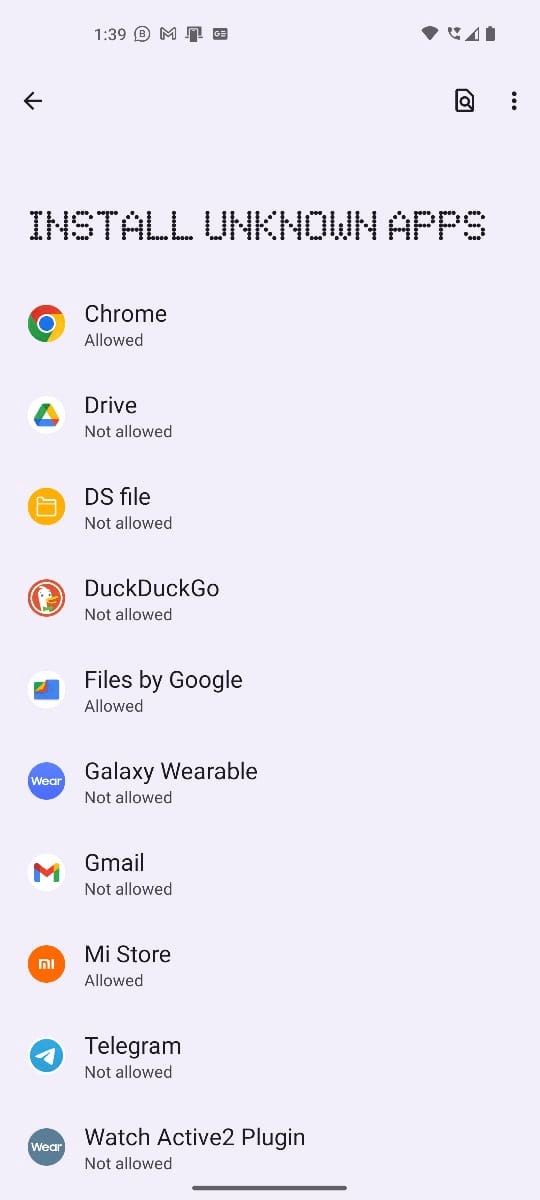 1:39
INSTALL UNKNOWN APPS
Chrome
Allowed
Drive
Not allowed
DS file
Not allowed
DuckDuckGo
Not allowed
Files by Google
Allowed
Wear
Galaxy Wearable
Not allowed
Gmail
Not allowed
mi
Mi Store
Allowed
Telegram
Not allowed
Wear
Watch Active2 Plugin
Not allowed